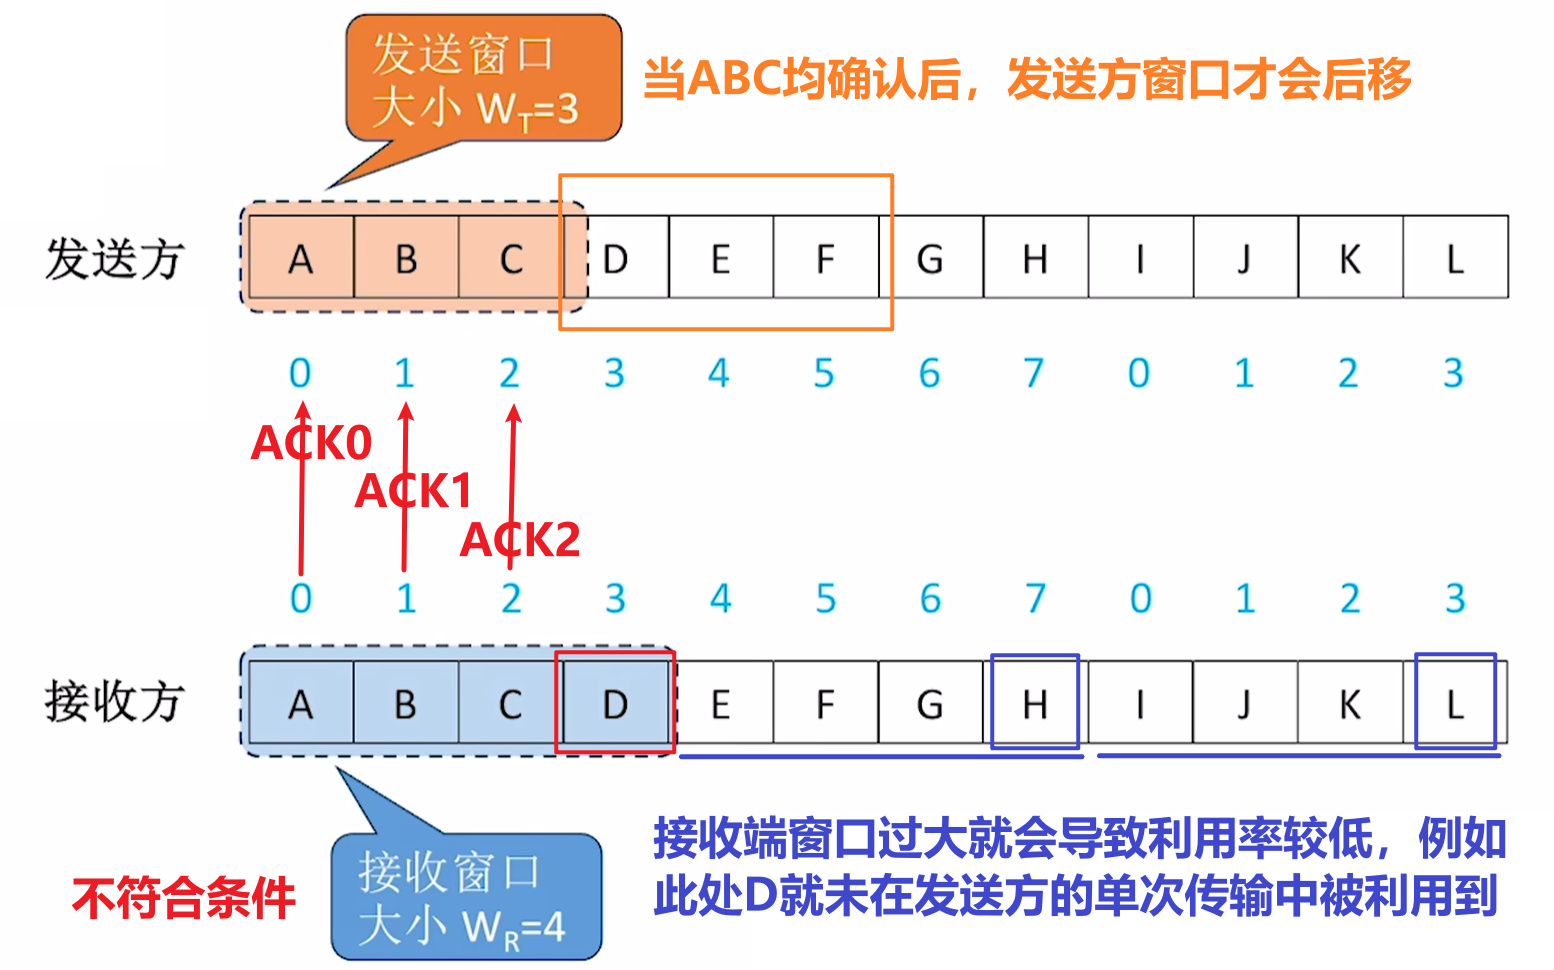 发送窗口
大小 WT=3
当ABC均确认后，发送方窗口才会后移
发送方
A B C D E F G H I J K L
0 1 2 3 4 5 6 7 0 1 2 3
ACK0
ACK1
ACK2
0 1 2 3 4 5 6 7 0 1 2 3
接收方
A B C D E F G H I J K L
接收窗口
大小 WR=4
不符合条件
接收端窗口过大就会导致利用率较低，例如
此处D就未在发送方的单次传输中被利用到